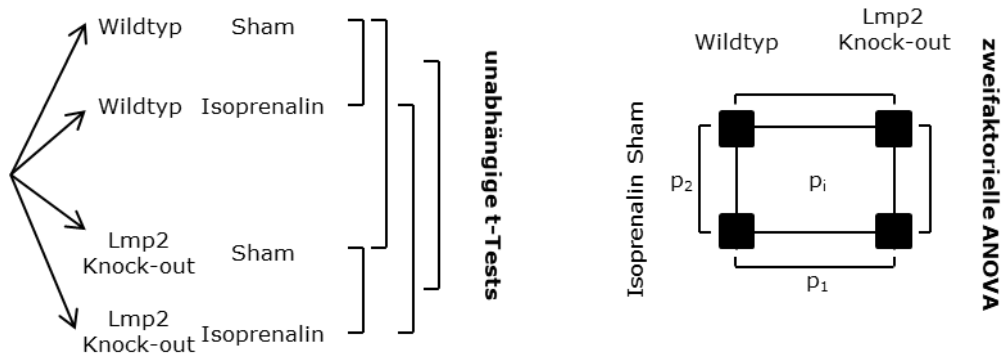 Wildtyp Sham
Wildtyp Isoprenalin
Lmp2
Knock-out Sham
Lmp2
Knock-out Isoprenalin
unabhängige t-Tests
Wildtyp
Lmp2
Knock-out
Isoprenalin Sham
p₂
pᵢ
p₁
zweifaktorielle ANOVA